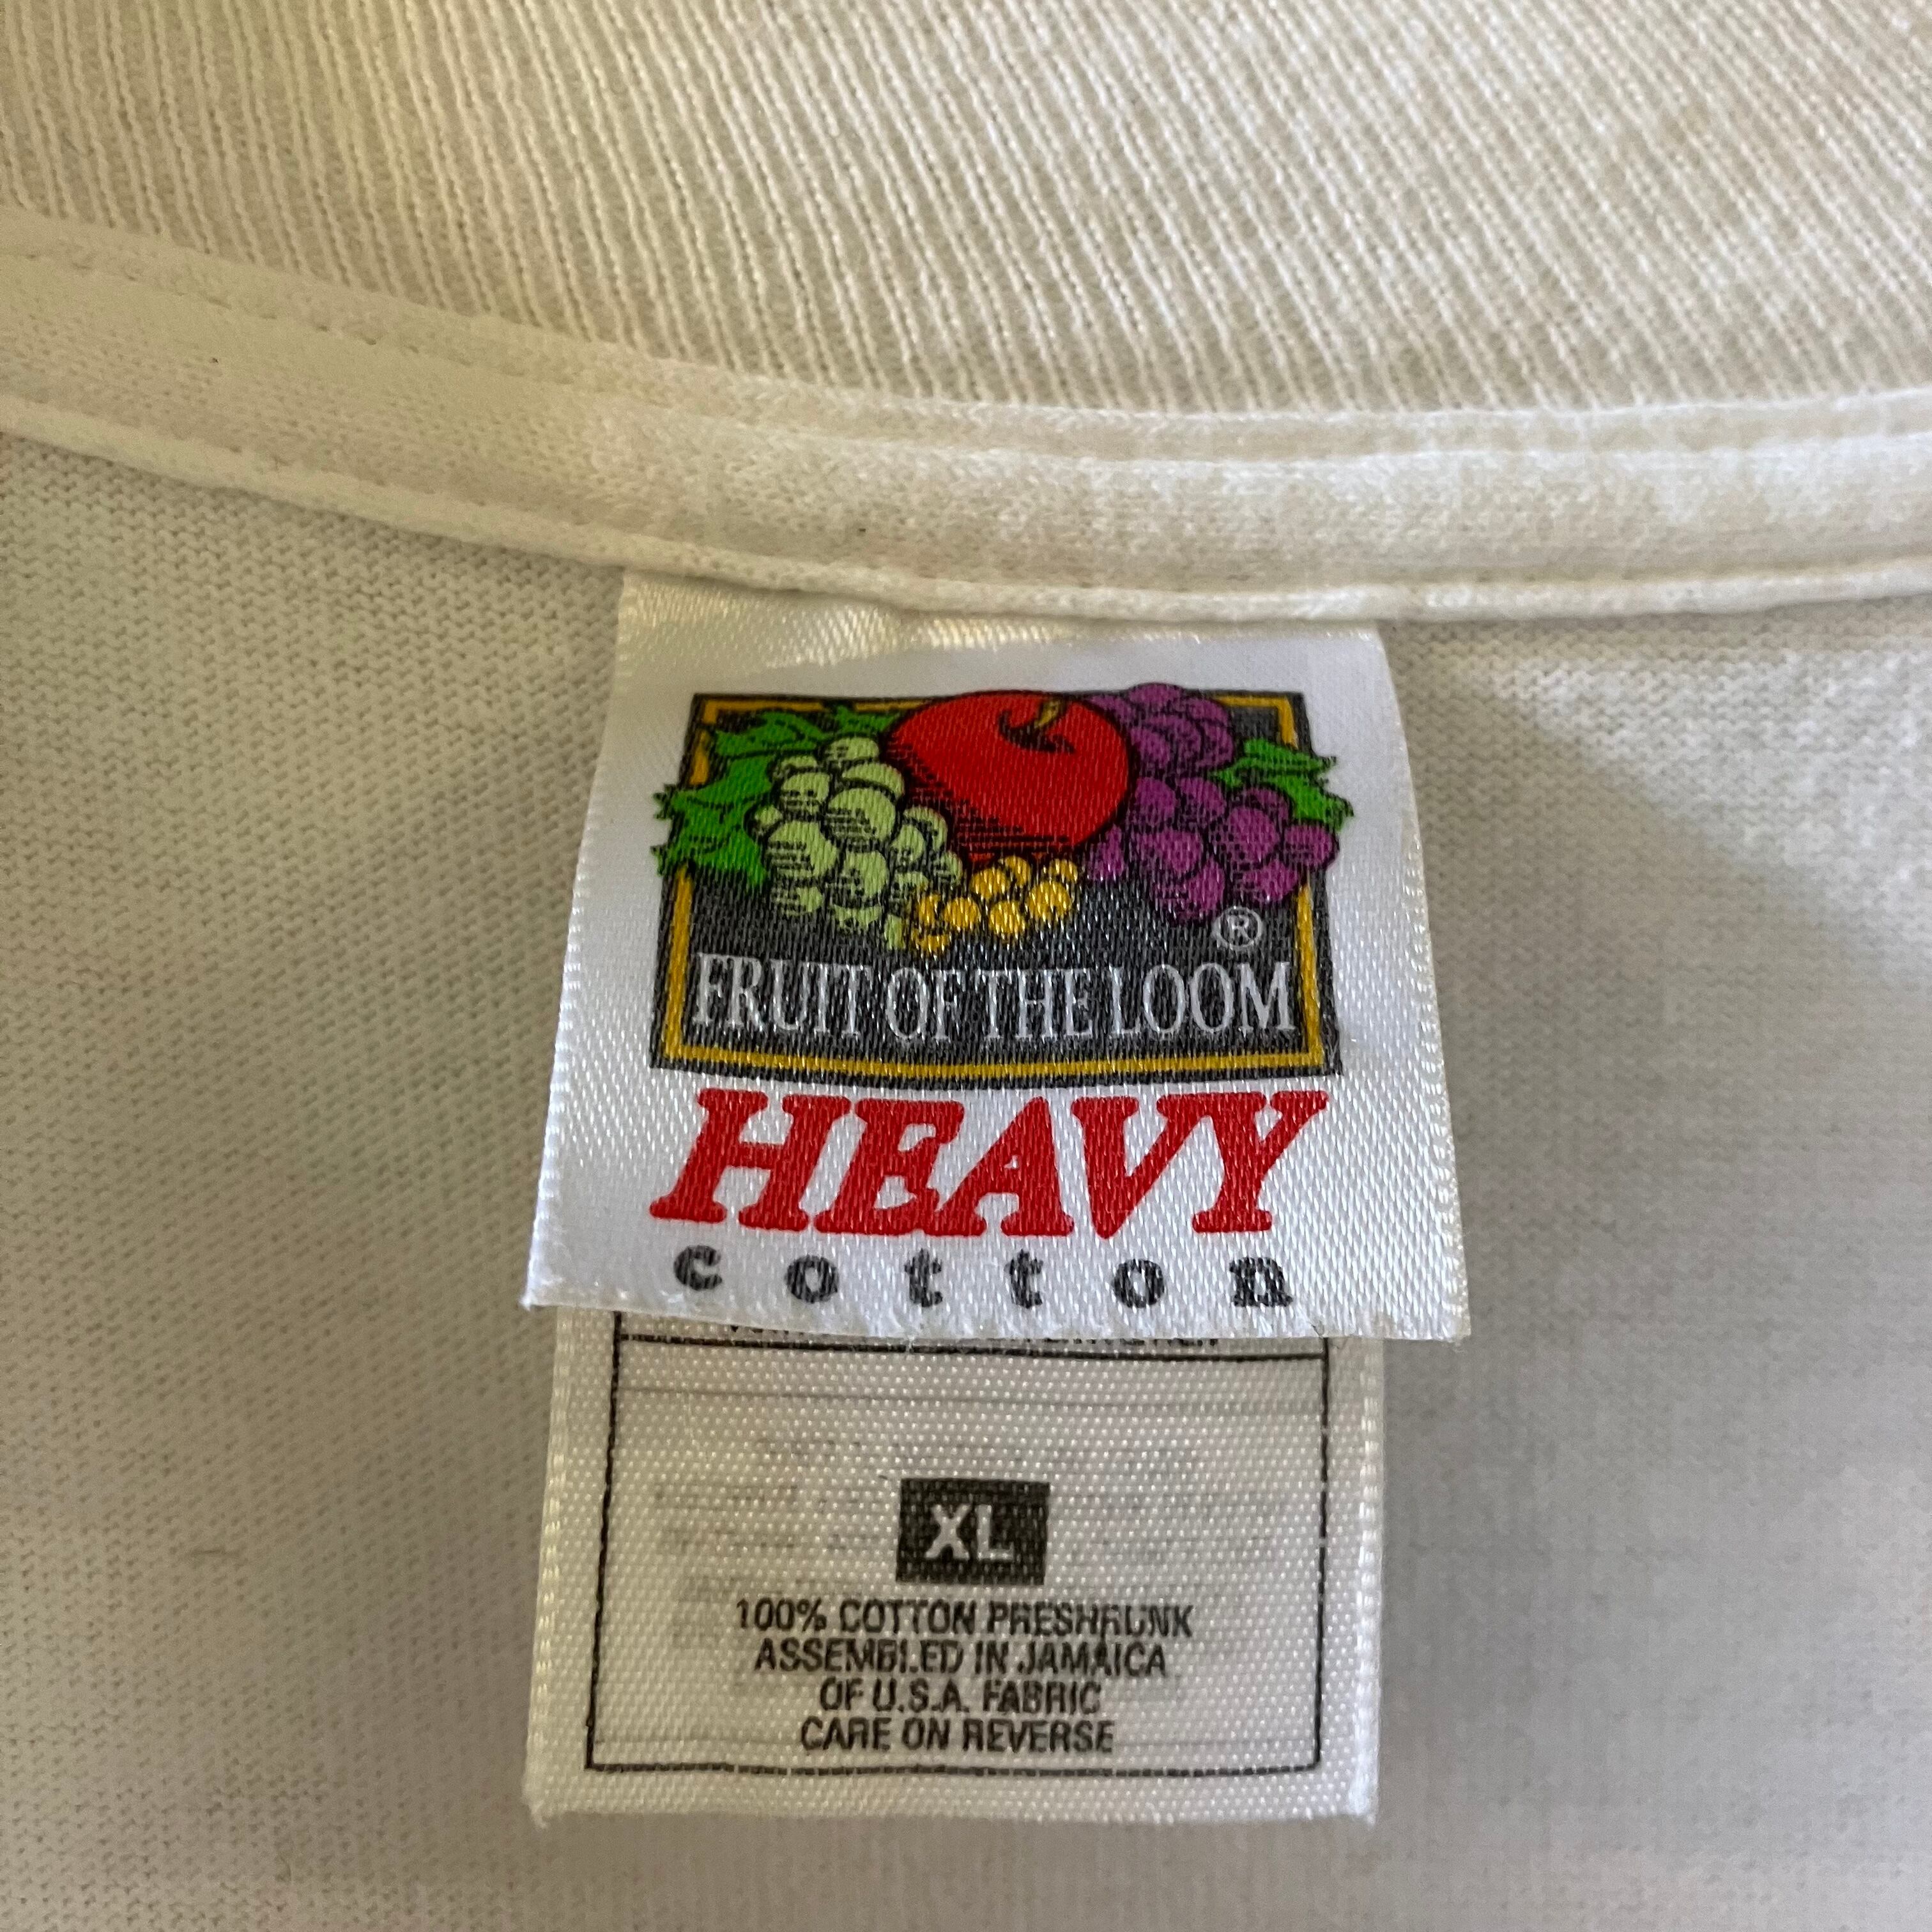 ®
FRUIT OF THE LOOM
HEAVY
cotton
XL
100% COTTON PRESHRUNK
ASSEMBLED IN JAMAICA
OF U.S.A. FABRIC
CARE ON REVERSE